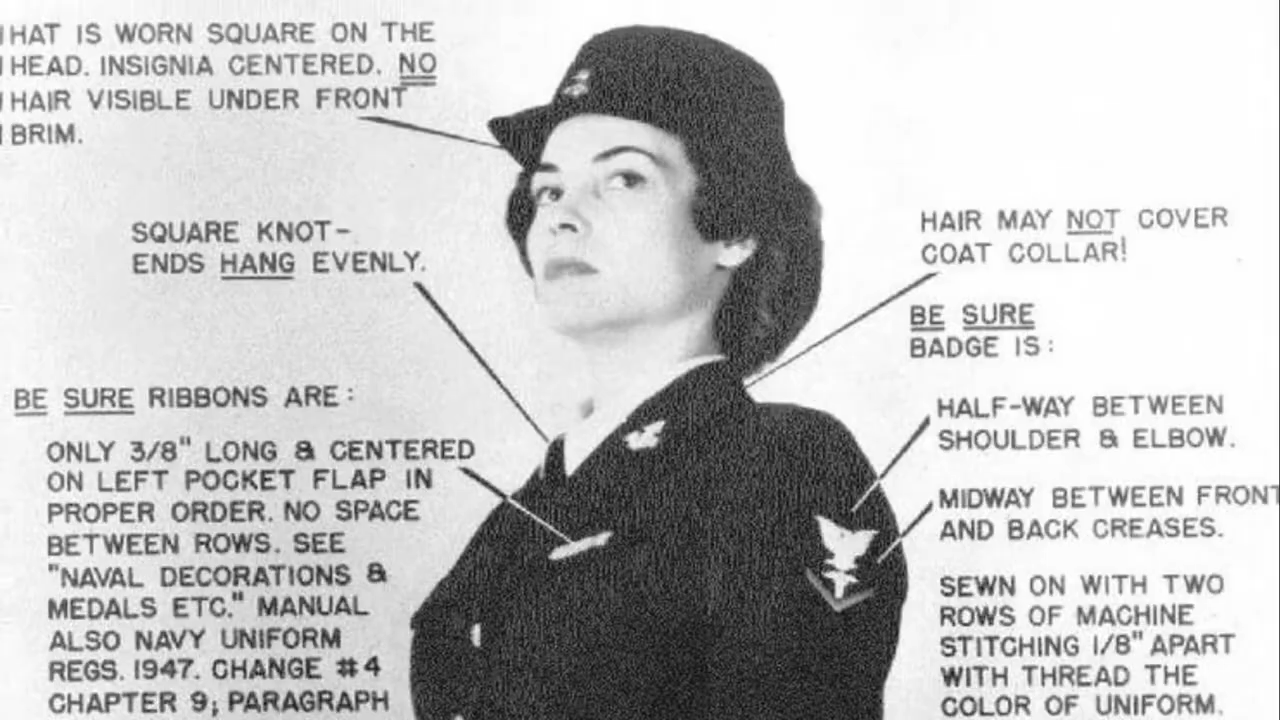 HAT IS WORN SQUARE ON THE
HEAD. INSIGNIA CENTERED. NO
HAIR VISIBLE UNDER FRONT
BRIM.
SQUARE KNOT-
ENDS HANG EVENLY.
BE SURE RIBBONS ARE:
ONLY 3/8" LONG & CENTERED
ON LEFT POCKET FLAP IN
PROPER ORDER. NO SPACE
BETWEEN ROWS. SEE
"NAVAL DECORATIONS &
MEDALS ETC." MANUAL
ALSO NAVY UNIFORM
REGS. 1947. CHANGE #4
CHAPTER 9; PARAGRAPH
HAIR MAY NOT COVER
COAT COLLAR!
BE SURE
BADGE IS:
HALF-WAY BETWEEN
SHOULDER & ELBOW.
MIDWAY BETWEEN FRONT
AND BACK CREASES.
SEWN ON WITH TWO
ROWS OF MACHINE
STITCHING 1/8" APART
WITH THREAD THE
COLOR OF UNIFORM.